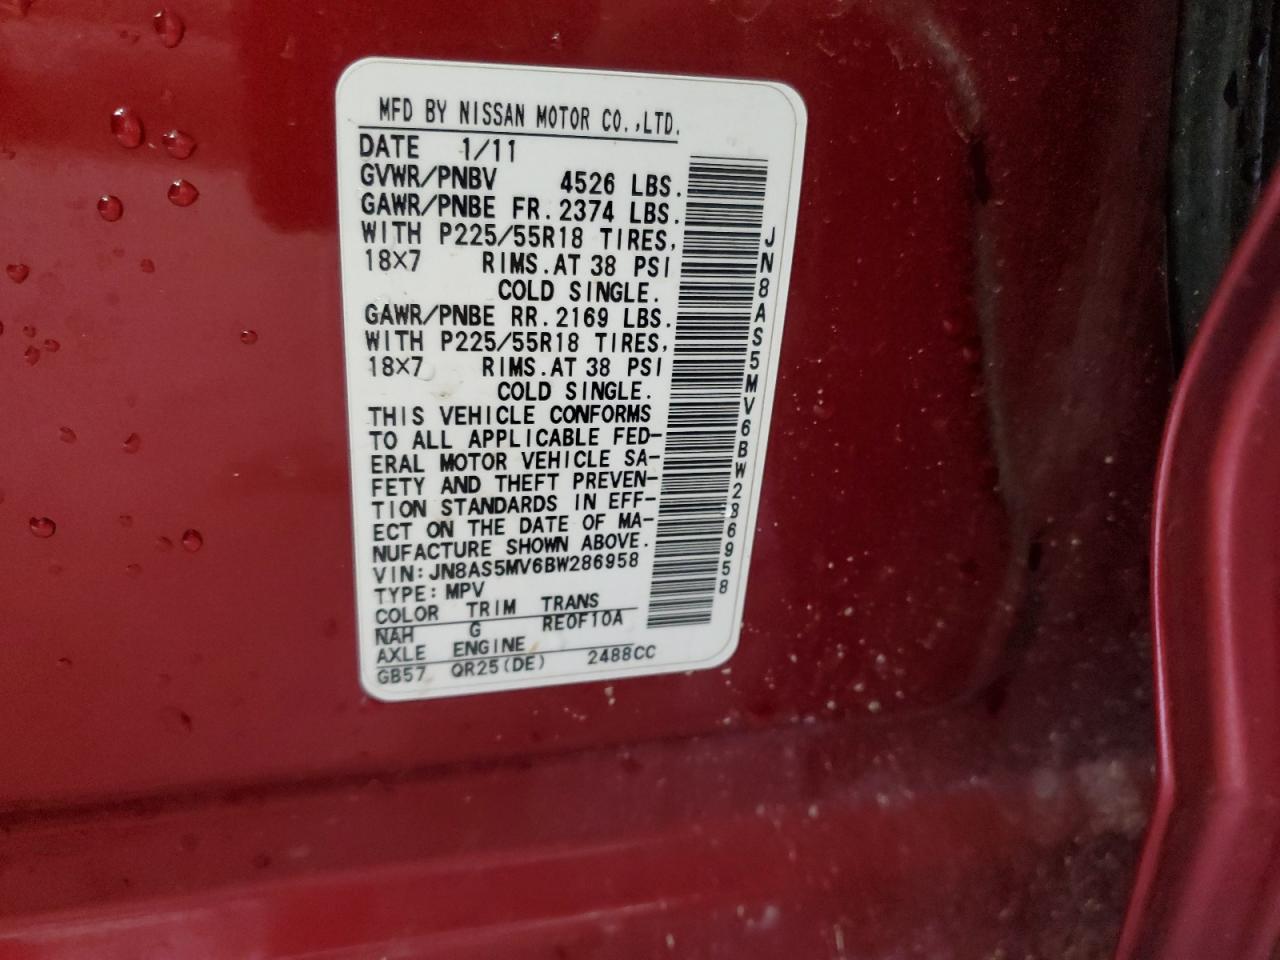 MFD BY NISSAN MOTOR CO.,LTD.
DATE 1/11
GVWR/PNBV 4526 LBS.
GAWR/PNBE FR.2374 LBS.
WITH P225/55R18 TIRES,
18×7 RIMS.AT 38 PSI
COLD SINGLE.
GAWR/PNBE RR.2169 LBS.
WITH P225/55R18 TIRES,
18×7 RIMS.AT 38 PSI
COLD SINGLE.
THIS VEHICLE CONFORMS
TO ALL APPLICABLE FED-
ERAL MOTOR VEHICLE SA-
FETY AND THEFT PREVEN-
TION STANDARDS IN EFF-
ECT ON THE DATE OF MA-
NUFACTURE SHOWN ABOVE.
VIN:JN8AS5MV6BW286958
TYPE:MPV
COLOR TRIM TRANS
NAH G RE0F10A
AXLE ENGINE
GB57 QR25(DE) 2488CC
JN8AS5MV6BW286958